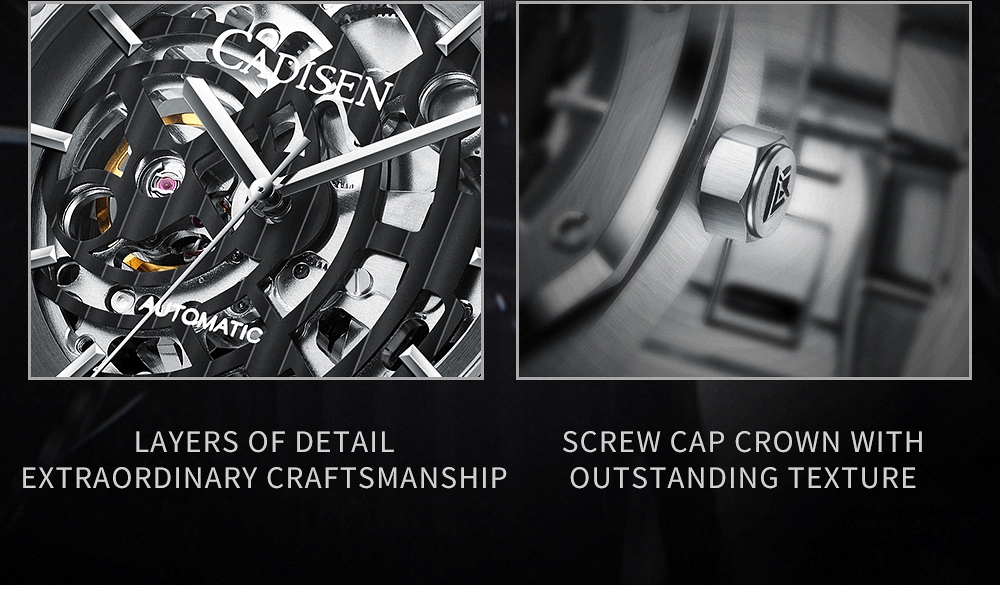 CADISEN
AUTOMATIC
LAYERS OF DETAIL
EXTRAORDINARY CRAFTSMANSHIP
SCREW CAP CROWN WITH
OUTSTANDING TEXTURE